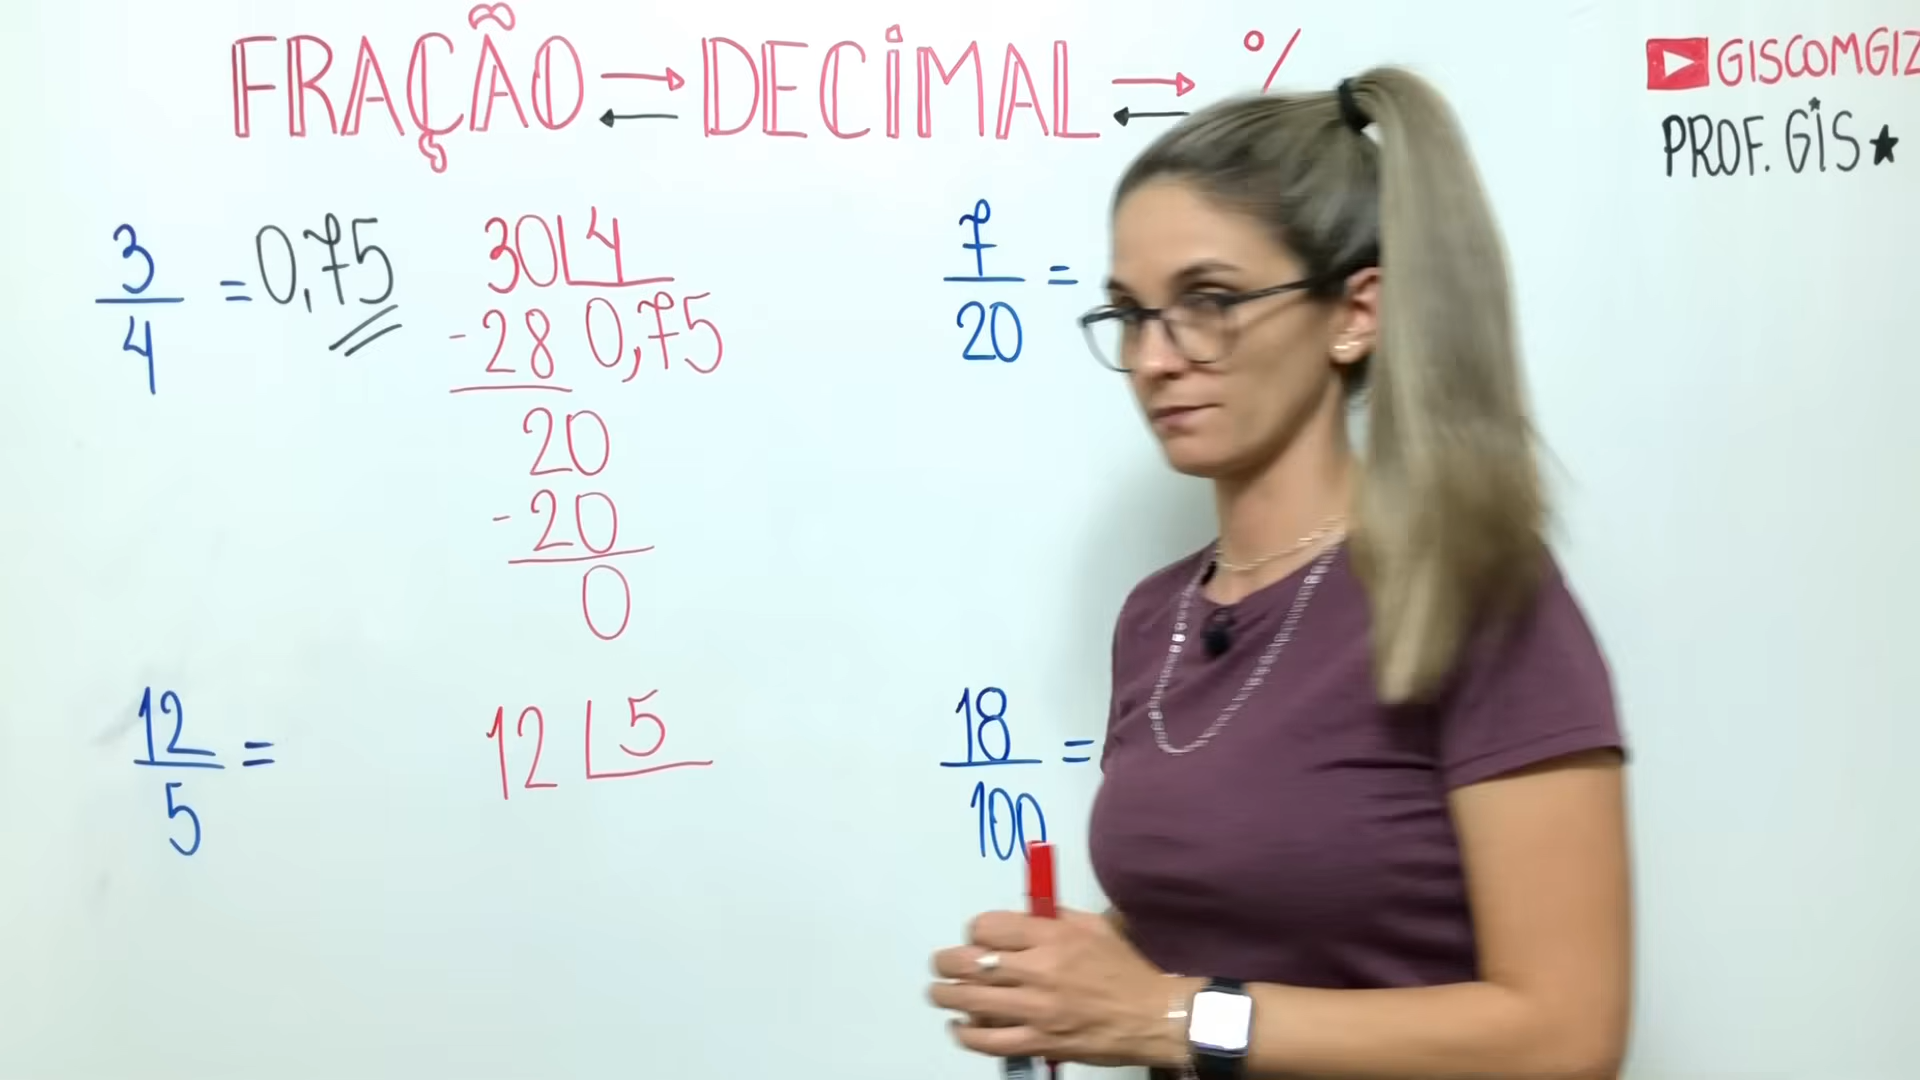 FRAÇÃO → DECIMAL → %
← ←
GISCOMGIZ
PROF. GIS ★
3/4 = 0,75
30 | 4
-28 0,75
20
-20
0
7/20 =
12/5 =
12 | 5
18/100 =